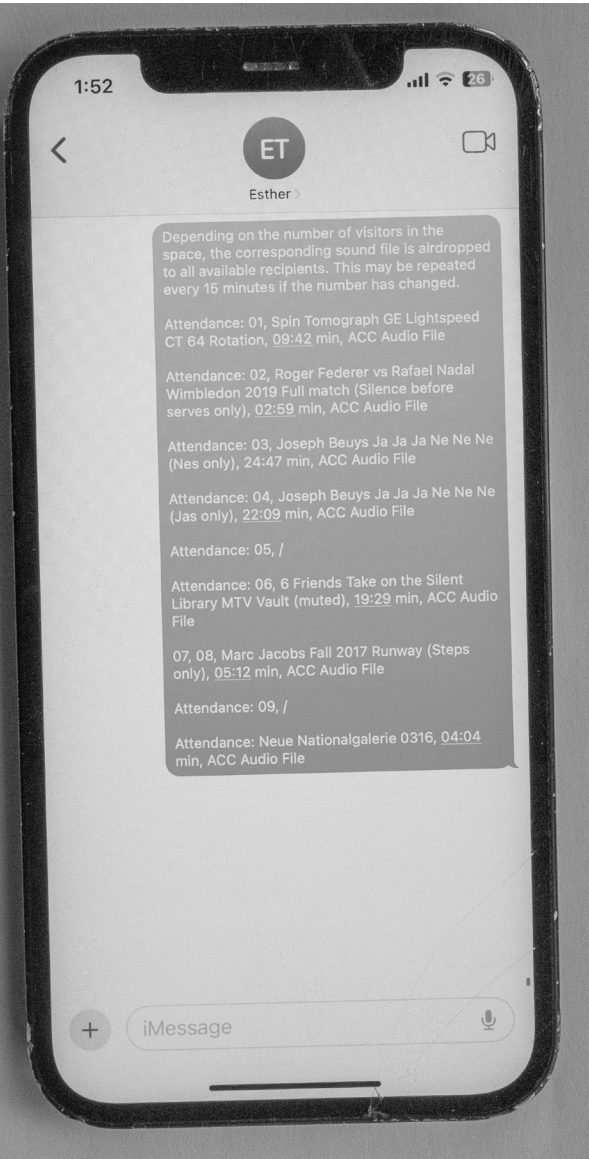 1:52
26
ET
Esther
Depending on the number of visitors in the
space, the corresponding sound file is airdropped
to all available recipients. This may be repeated
every 15 minutes if the number has changed.
Attendance: 01, Spin Tomograph GE Lightspeed
CT 64 Rotation, 09:42 min, ACC Audio File
Attendance: 02, Roger Federer vs Rafael Nadal
Wimbledon 2019 Full match (Silence before
serves only), 02:59 min, ACC Audio File
Attendance: 03, Joseph Beuys Ja Ja Ja Ne Ne Ne
(Nes only), 24:47 min, ACC Audio File
Attendance: 04, Joseph Beuys Ja Ja Ja Ne Ne Ne
(Jas only), 22:09 min, ACC Audio File
Attendance: 05, /
Attendance: 06, 6 Friends Take on the Silent
Library MTV Vault (muted), 19:29 min, ACC Audio
File
07, 08, Marc Jacobs Fall 2017 Runway (Steps
only), 05:12 min, ACC Audio File
Attendance: 09, /
Attendance: Neue Nationalgalerie 0316, 04:04
min, ACC Audio File
iMessage